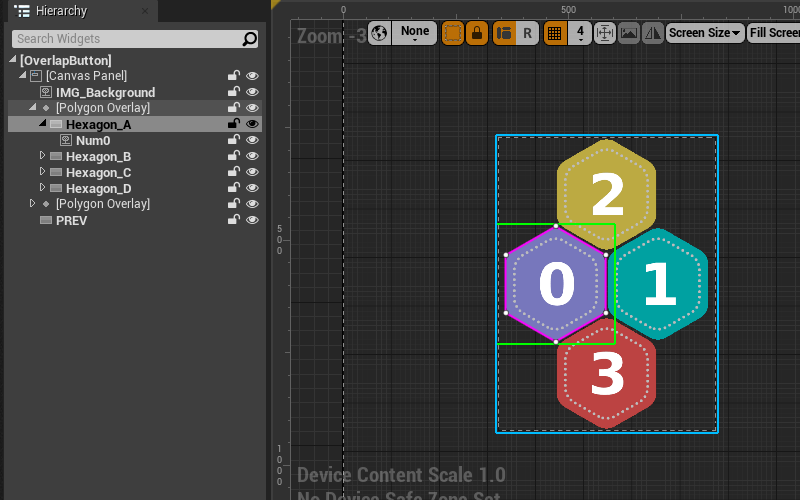 Hierarchy
Search Widgets
[OverlapButton]
[Canvas Panel]
IMG_Background
[Polygon Overlay]
Hexagon_A
Num0
Hexagon_B
Hexagon_C
Hexagon_D
[Polygon Overlay]
PREV
0 500 1000
Zoom -3 None R 4 Screen Size Fill Screen
500
1000
2
0 1
3
Device Content Scale 1.0
No Device Safe Zone Set